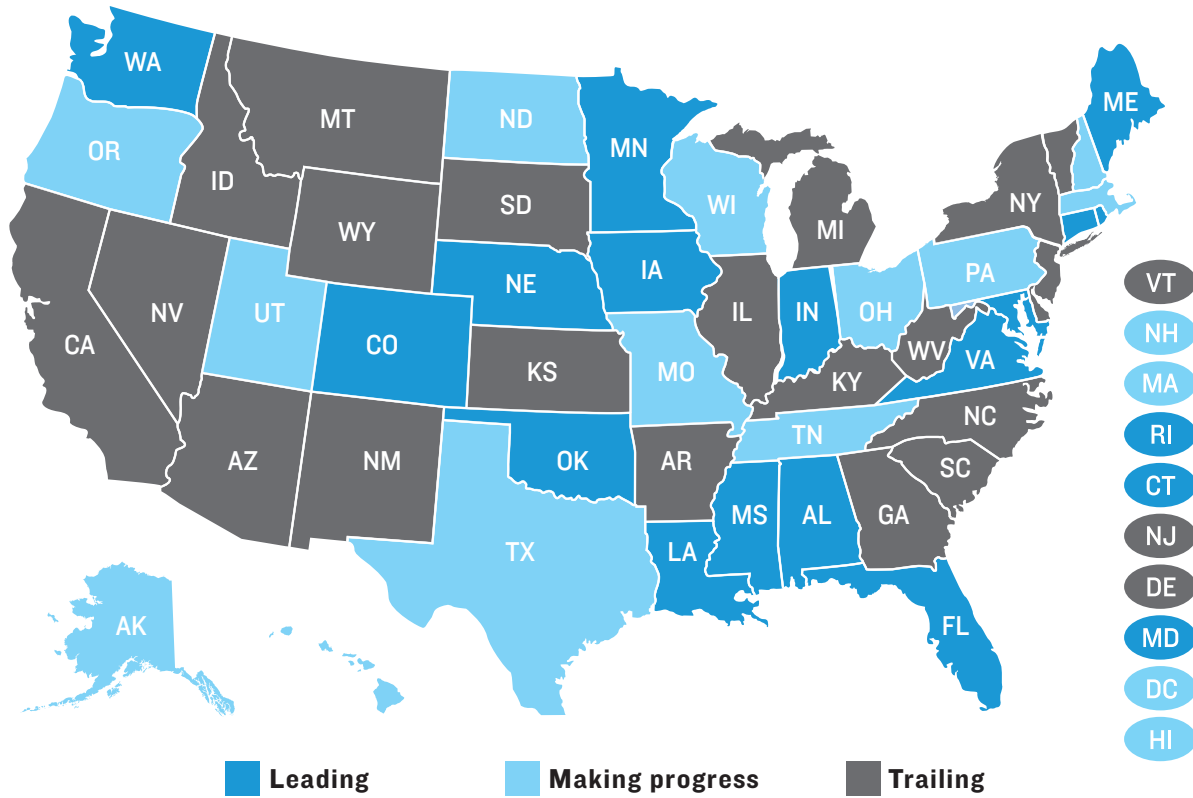 WA
ME
MT
ND
MN
OR
ID
SD
WI
NY
WY
MI
IA
PA
NE
VT
NV
UT
IL
IN
OH
NH
CA
CO
WV
VA
KS
MO
KY
MA
NC
TN
RI
AZ
NM
OK
AR
SC
CT
MS
AL
GA
NJ
TX
LA
DE
AK
FL
MD
DC
HI
Leading
Making progress
Trailing